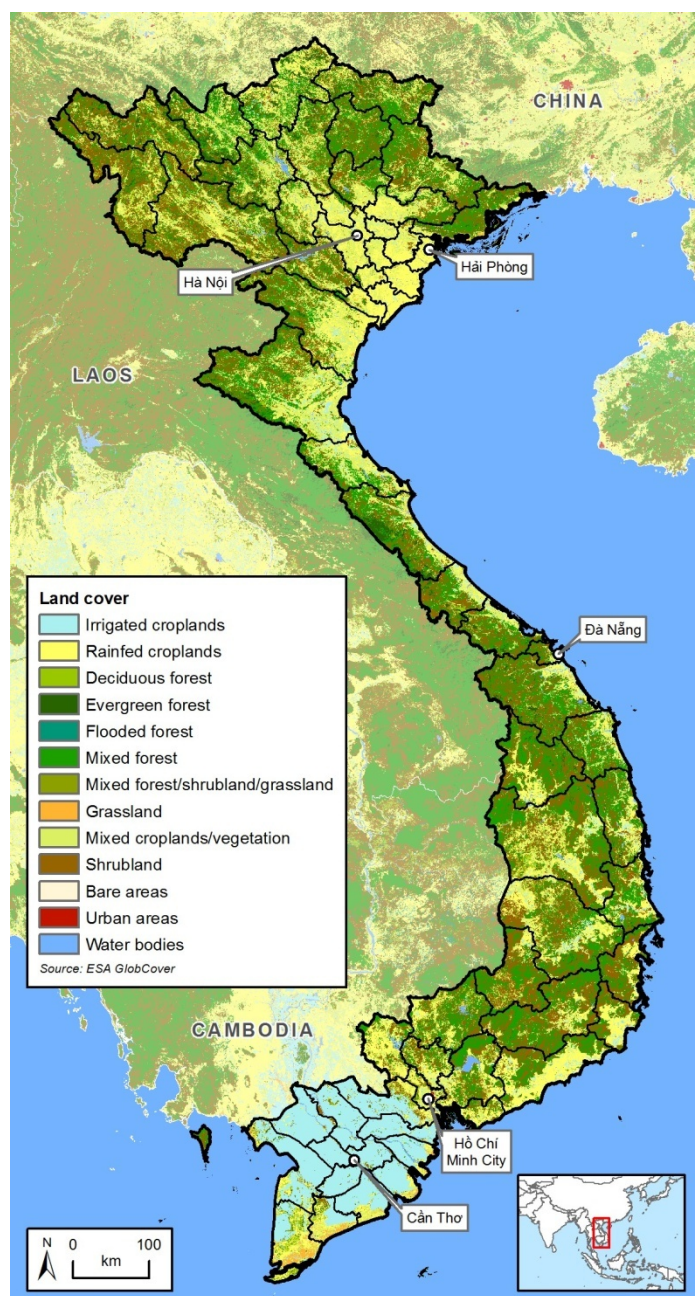 CHINA
Hà Nội
Hải Phòng
LAOS
Land cover
Irrigated croplands
Rainfed croplands
Deciduous forest
Evergreen forest
Flooded forest
Mixed forest
Mixed forest/shrubland/grassland
Grassland
Mixed croplands/vegetation
Shrubland
Bare areas
Urban areas
Water bodies
Source: ESA GlobCover
Đà Nẵng
CAMBODIA
Hồ Chí
Minh City
Cần Thơ
N
0 100
km